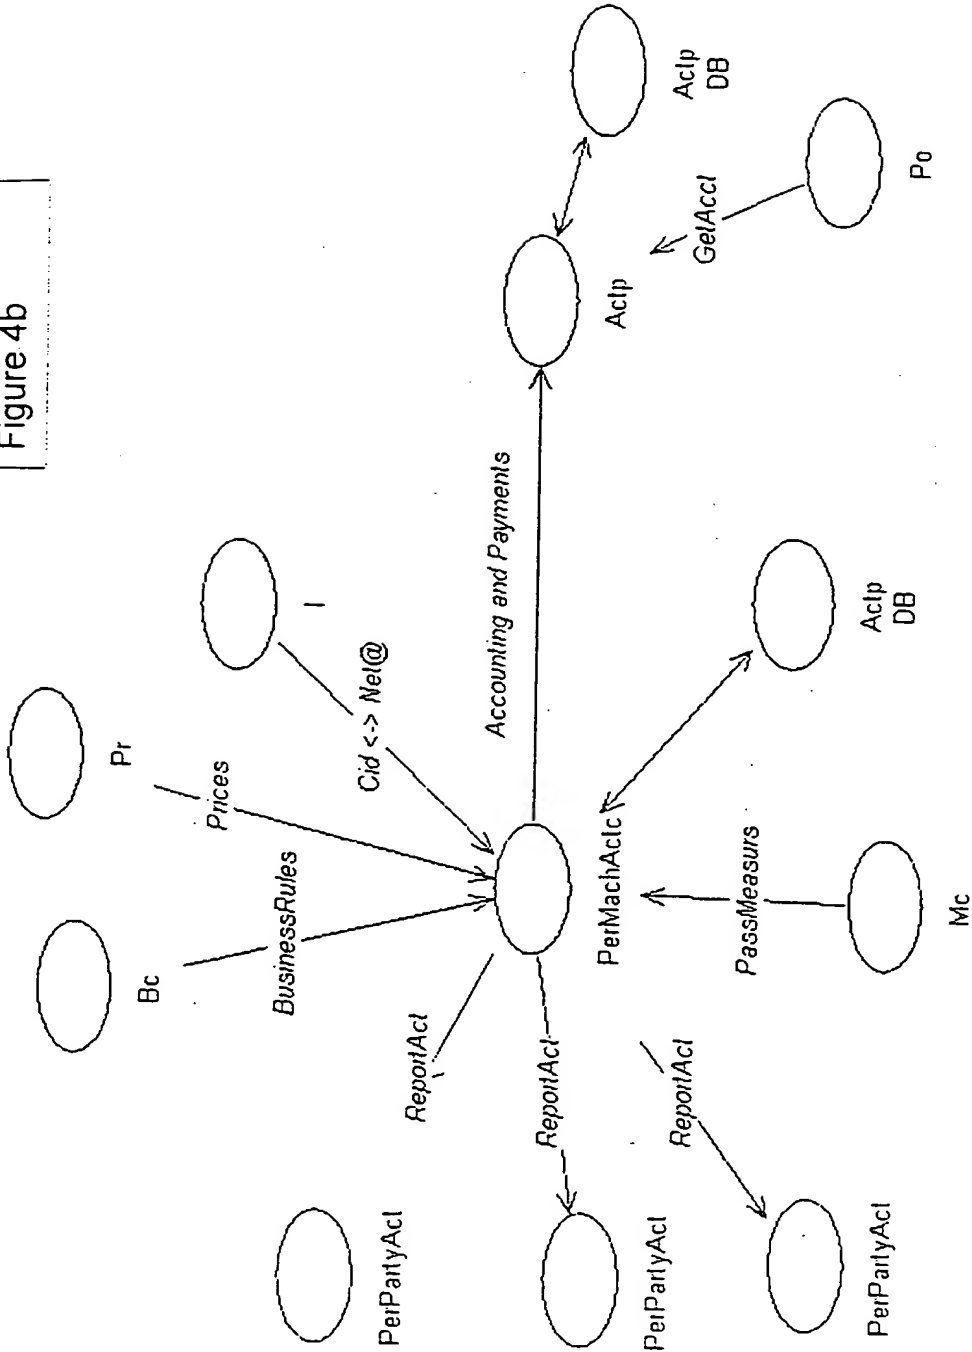 Figure 4b
Pr
Bc
Prices
BusinessRules
I
Cid <-> Net@
PerPartyAct
ReportAct
Accounting and Payments
ReportAct
PerMachActc
Actp
PerPartyAct
ReportAct
Actp
DB
GetAcct
PassMeasurs
PerPartyAct
Actp
DB
Po
Mc